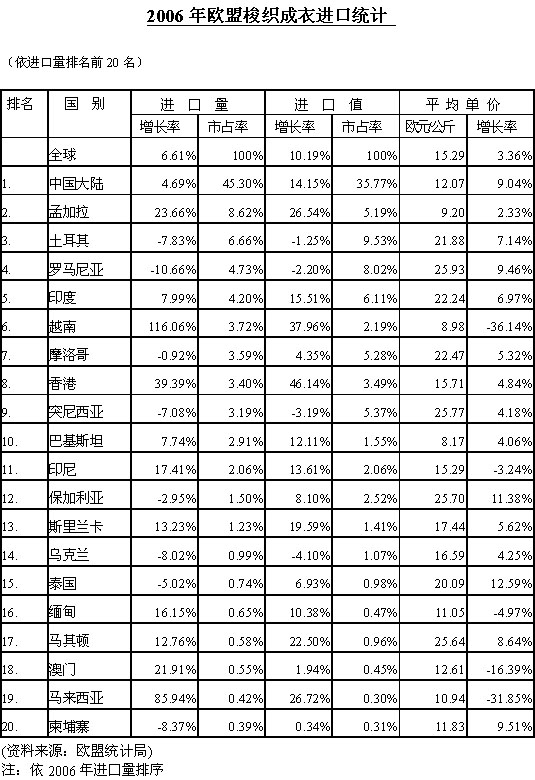 2006年欧盟梭织成衣进口统计
（依进口量排名前20名）
排名 国 别 进 口 量 进 口 值 平 均 单 价
增长率 市占率 增长率 市占率 欧元/公斤 增长率
全球 6.61% 100% 10.19% 100% 15.29 3.36%
1. 中国大陆 4.69% 45.30% 14.15% 35.77% 12.07 9.04%
2. 孟加拉 23.66% 8.62% 26.54% 5.19% 9.20 2.33%
3. 土耳其 -7.83% 6.66% -1.25% 9.53% 21.88 7.14%
4. 罗马尼亚 -10.66% 4.73% -2.20% 8.02% 25.93 9.46%
5. 印度 7.99% 4.20% 15.51% 6.11% 22.24 6.97%
6. 越南 116.06% 3.72% 37.96% 2.19% 8.98 -36.14%
7. 摩洛哥 -0.92% 3.59% 4.35% 5.28% 22.47 5.32%
8. 香港 39.39% 3.40% 46.14% 3.49% 15.71 4.84%
9. 突尼西亚 -7.08% 3.19% -3.19% 5.37% 25.77 4.18%
10. 巴基斯坦 7.74% 2.91% 12.11% 1.55% 8.17 4.06%
11. 印尼 17.41% 2.06% 13.61% 2.06% 15.29 -3.24%
12. 保加利亚 -2.95% 1.50% 8.10% 2.52% 25.70 11.38%
13. 斯里兰卡 13.23% 1.23% 19.59% 1.41% 17.44 5.62%
14. 乌克兰 -8.02% 0.99% -4.10% 1.07% 16.59 4.25%
15. 泰国 -5.02% 0.74% 6.93% 0.98% 20.09 12.59%
16. 缅甸 16.15% 0.65% 10.38% 0.47% 11.05 -4.97%
17. 马其顿 12.76% 0.58% 22.50% 0.96% 25.64 8.64%
18. 澳门 21.91% 0.55% 1.94% 0.45% 12.61 -16.39%
19. 马来西亚 85.94% 0.42% 26.72% 0.30% 10.94 -31.85%
20. 柬埔寨 -8.37% 0.39% 0.34% 0.31% 11.83 9.51%
(资料来源：欧盟统计局)
注：依2006年进口量排序